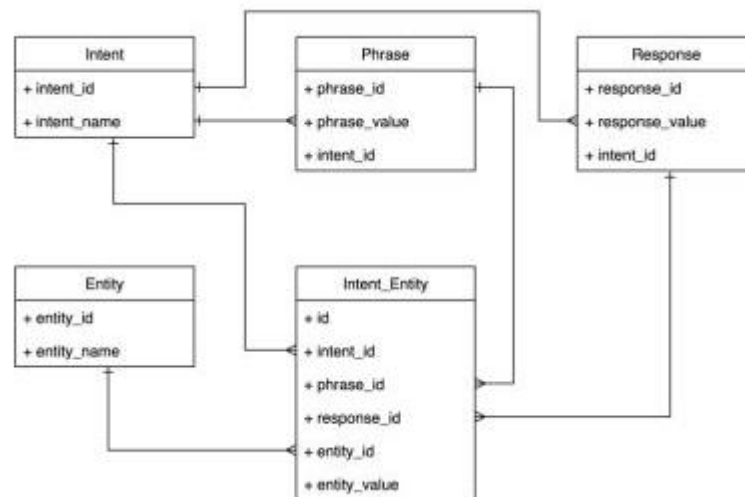 Intent
+ intent_id
+ intent_name
Phrase
+ phrase_id
+ phrase_value
+ intent_id
Response
+ response_id
+ response_value
+ intent_id
Entity
+ entity_id
+ entity_name
Intent_Entity
+ id
+ intent_id
+ phrase_id
+ response_id
+ entity_id
+ entity_value